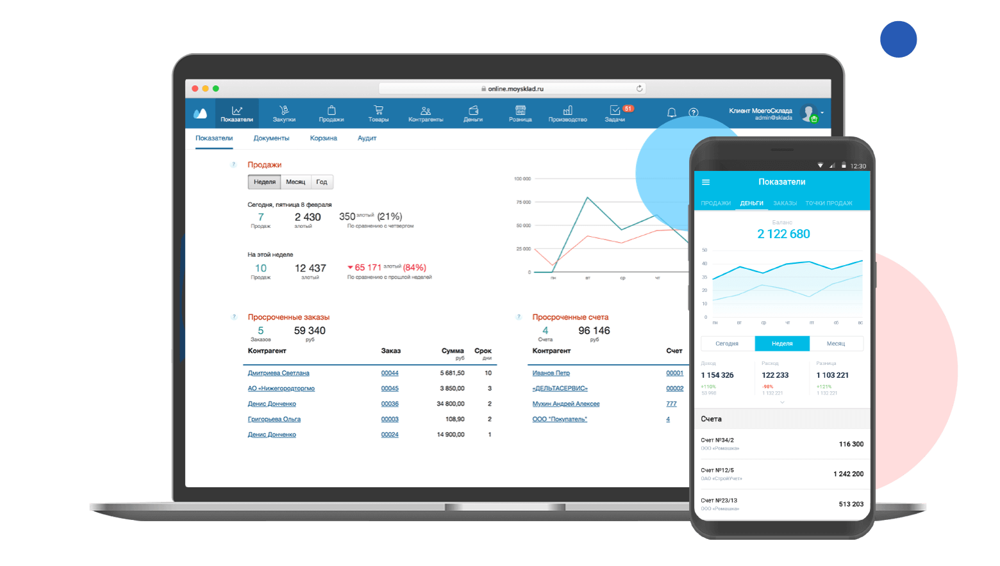 online.moysklad.ru
Показатели Закупки Продажи Товары Контрагенты Деньги Розница Производство Задачи 51 ? Клиент МоегоСклада
admin@sklada
Показатели Документы Корзина Аудит
? Продажи
Неделя Месяц Год
Сегодня, пятница 8 февраля
7 2 430 350 злотый (21%)
Продаж злотый По сравнению с четвергом
На этой неделе
10 12 437 65 171 злотый (84%)
Продаж злотый По сравнению с прошлой неделей
100 000
75 000
50 000
25 000
0
пн вт ср чт
? Просроченные заказы
5 59 340
Заказов руб
Контрагент Заказ Сумма Срок
руб дни
Дмитриева Светлана 00044 5 681,50 10
АО «Нижегородторгмо 00045 3 850,00 3
Денис Донченко 00036 34 800,00 2
Григорьева Ольга 00003 108,90 2
Денис Донченко 00024 14 900,00 1
? Просроченные счета
4 96 146
Счета руб
Контрагент Счет
Иванов Петр 00001
«ДЕЛЬТАСЕРВИС» 00002
Мухин Андрей Алексее 777
ООО "Покупатель" 4
12:30
Показатели
ПРОДАЖИ ДЕНЬГИ ЗАКАЗЫ ТОЧКИ ПРОДАЖ
Баланс
2 122 680
50
40
35
20
10
0
пн вт ср чт пт сб вс
Сегодня Неделя Месяц
Доход Расход Разница
1 154 326 122 233 1 103 221
+110% -98% +121%
53 998 1 132 221 1 132 221
Счета
Счет №34/2
ООО «Ромашка»
116 300
Счет №12/5
ОАО «СтройУчет»
1 242 200
Счет №23/13
ООО «Ромашка»
513 203